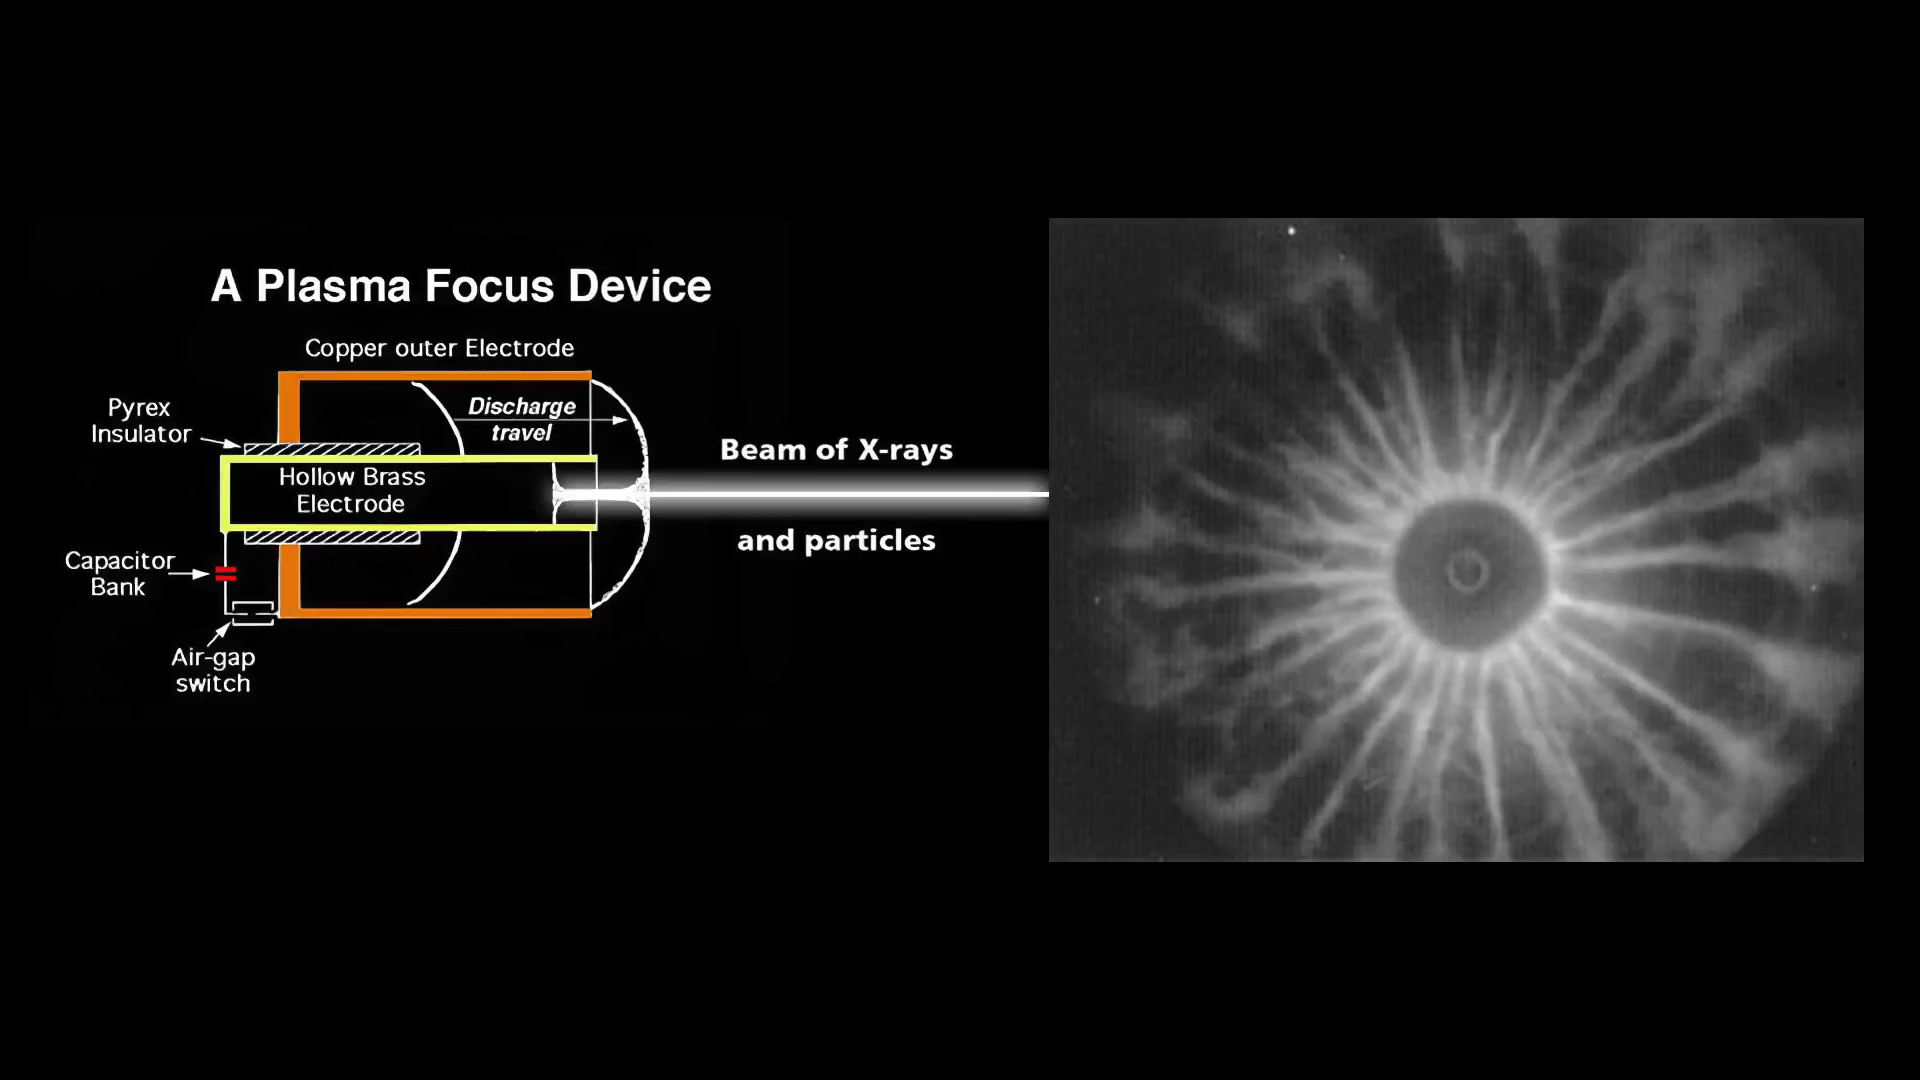 A Plasma Focus Device
Copper outer Electrode
Pyrex
Insulator
Discharge
travel
Hollow Brass
Electrode
Beam of X-rays
and particles
Capacitor
Bank
Air-gap
switch